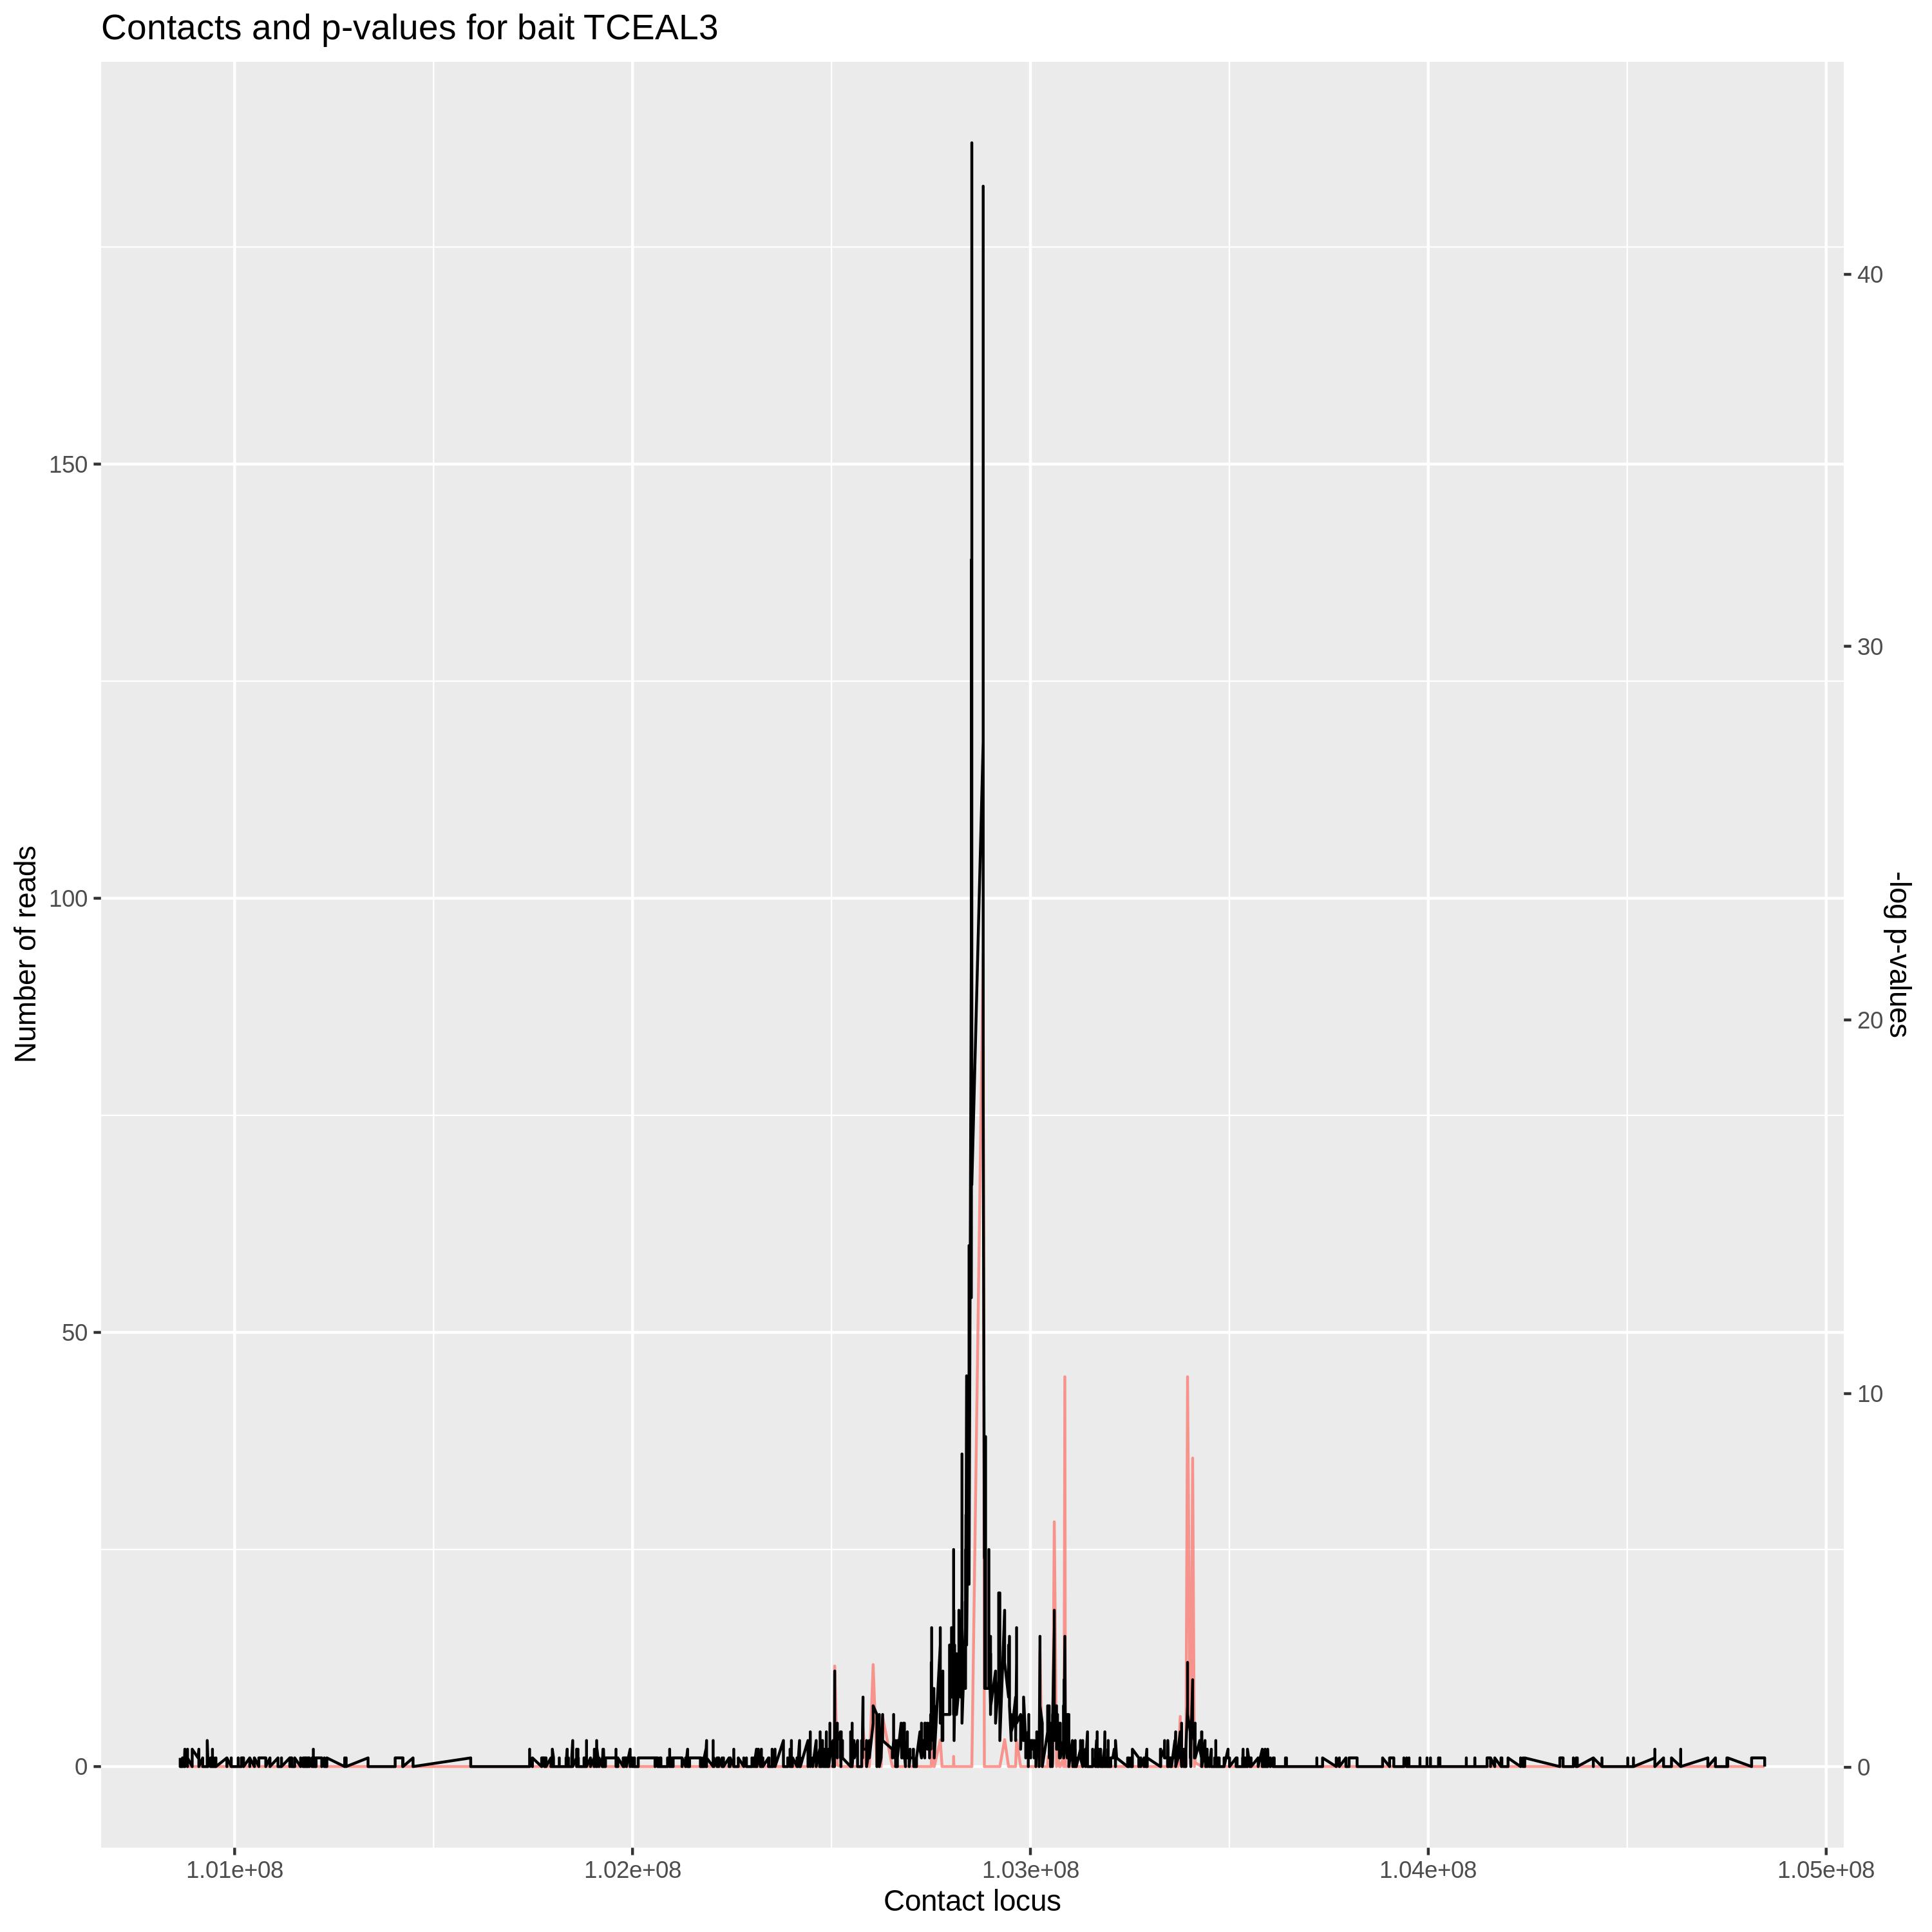 Contacts and p-values for bait TCEAL3
150
100
50
0
Number of reads
40
30
20
10
0
-log p-values
1.01e+08
1.02e+08
1.03e+08
1.04e+08
1.05e+08
Contact locus